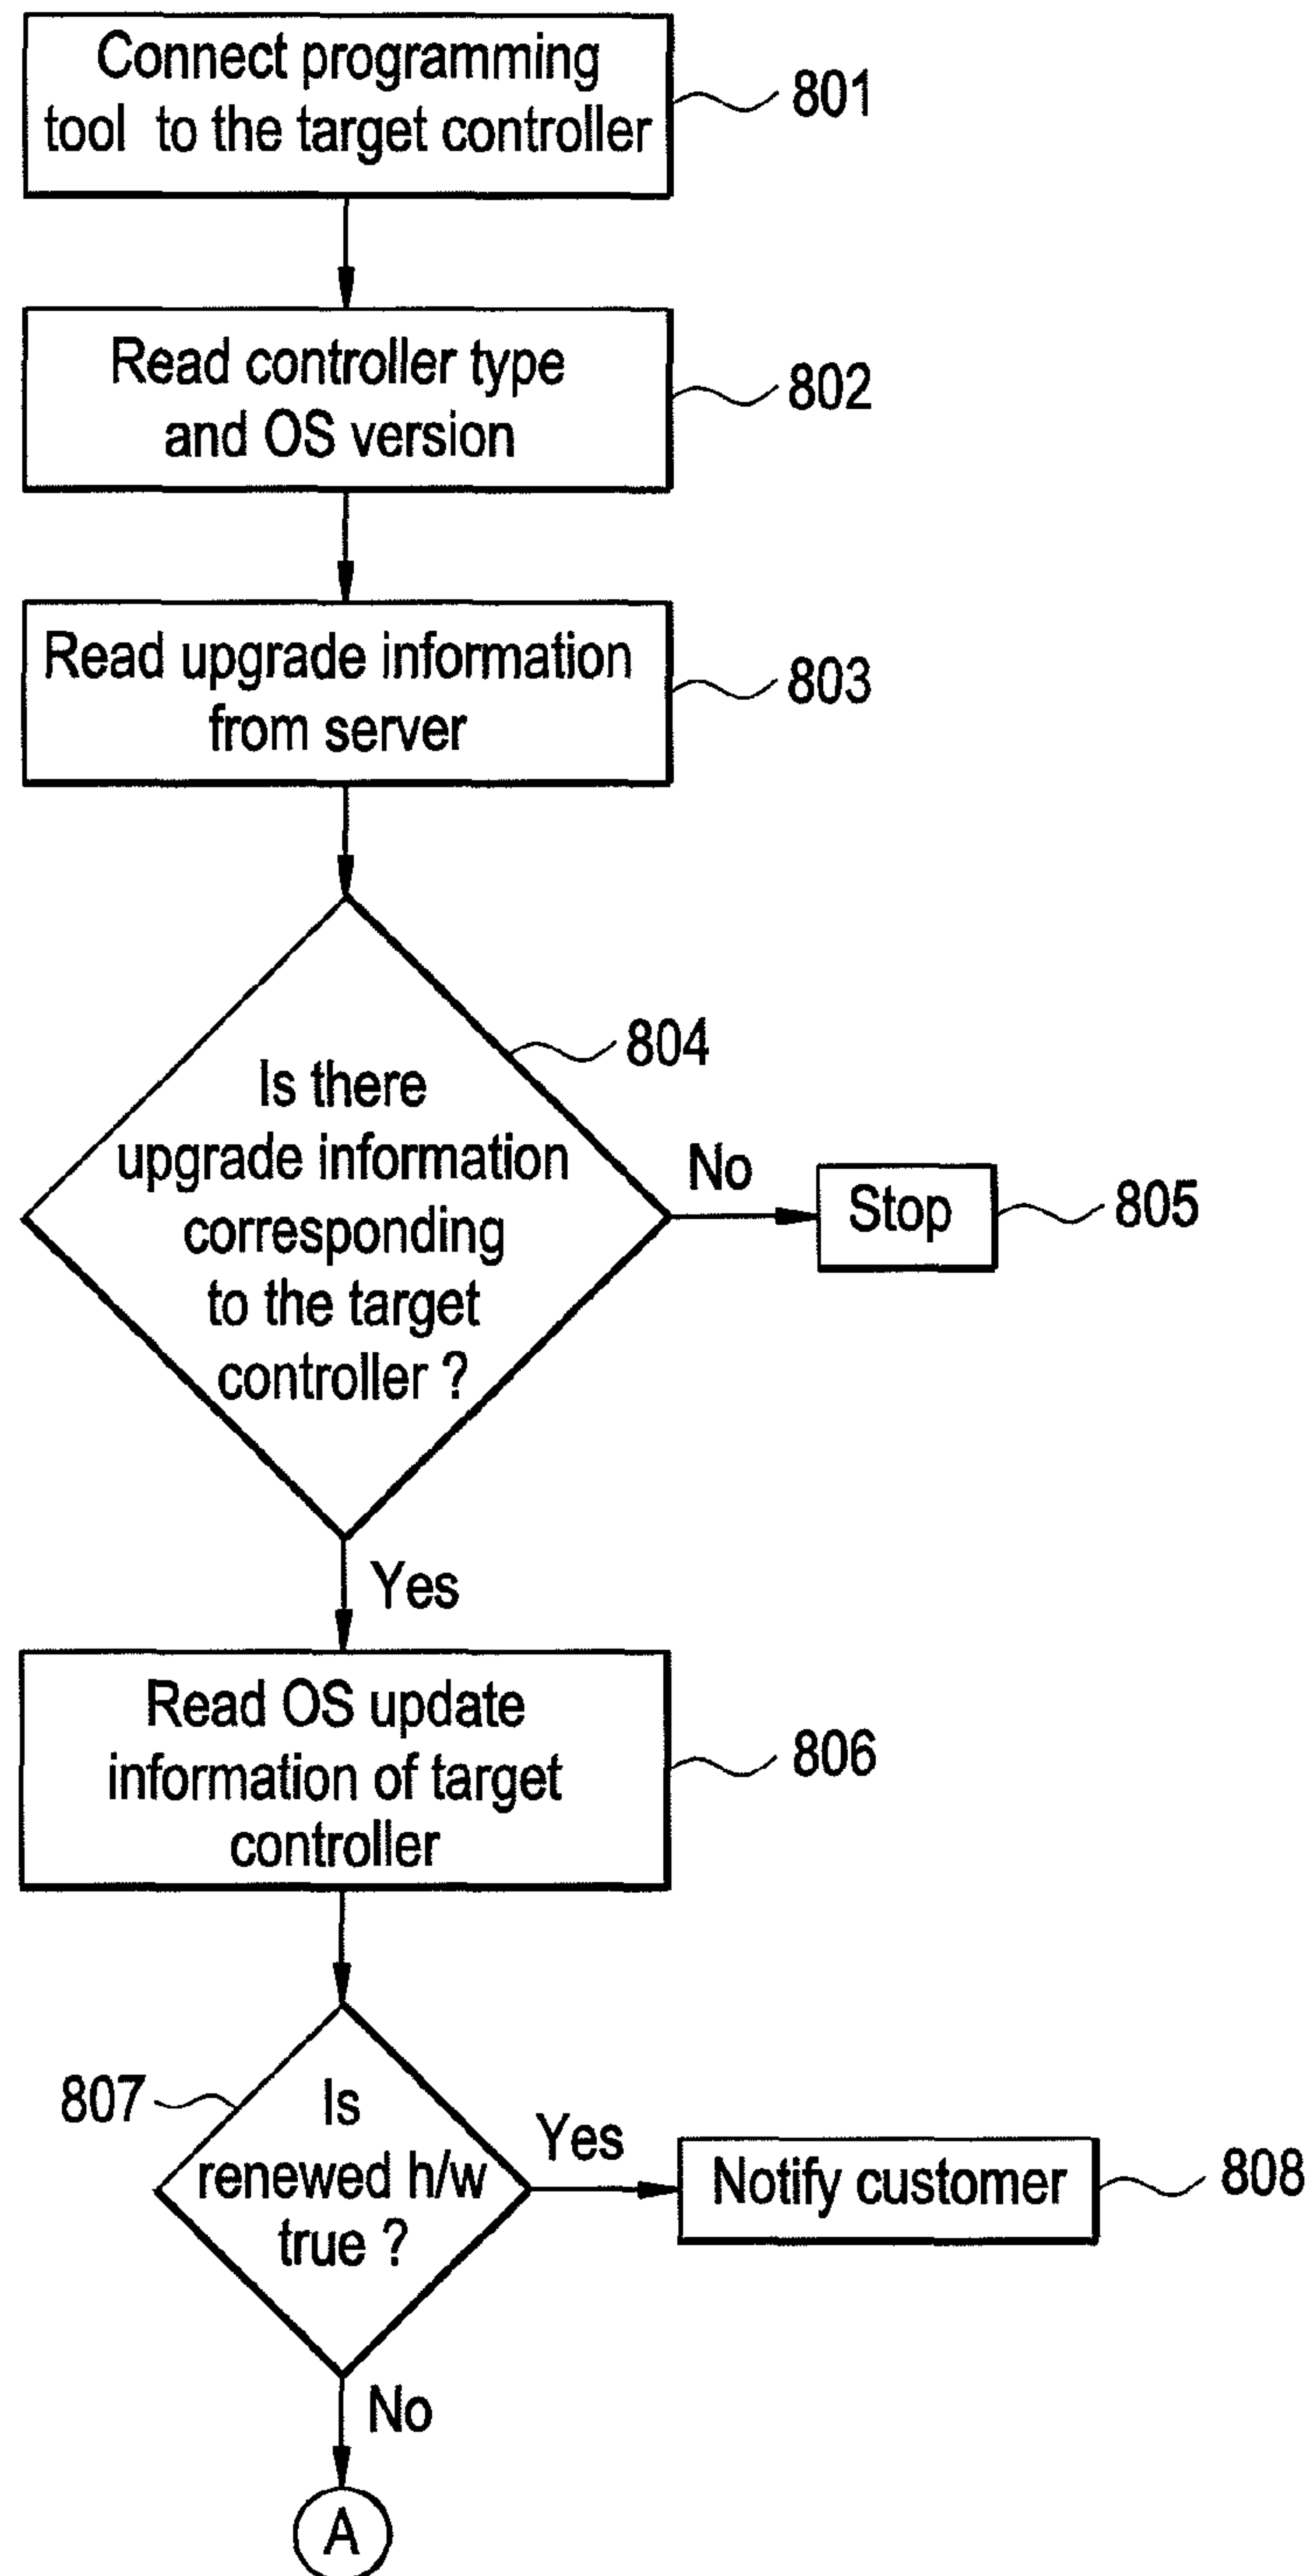 Connect programming
tool to the target controller
801
Read controller type
and OS version
802
Read upgrade information
from server
803
804
Is there
upgrade information
corresponding
to the target
controller ?
No
Stop
805
Yes
Read OS update
information of target
controller
806
807
Is
renewed h/w
true ?
Yes
Notify customer
808
No
A